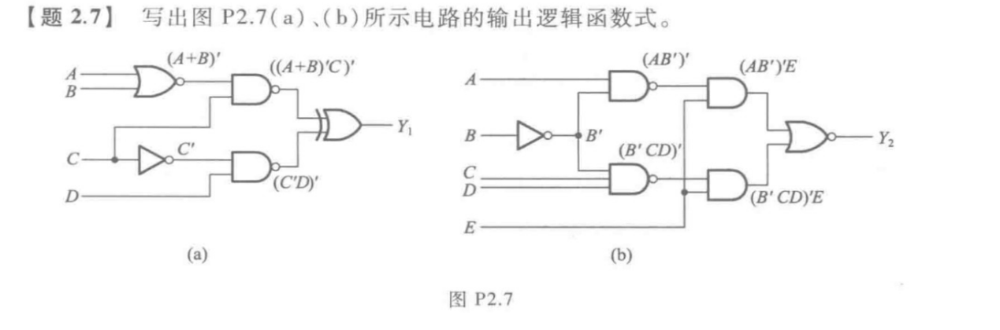 【题 2.7】 写出图 P2.7(a)、(b)所示电路的输出逻辑函数式。
(A+B)′
((A+B)′C)′
A
B
Y₁
C
C′
D
(C′D)′
(a)
(AB′)′
(AB′)′E
A
B
B′
Y₂
(B′ CD)′
C
D
(B′ CD)′E
E
(b)
图 P2.7